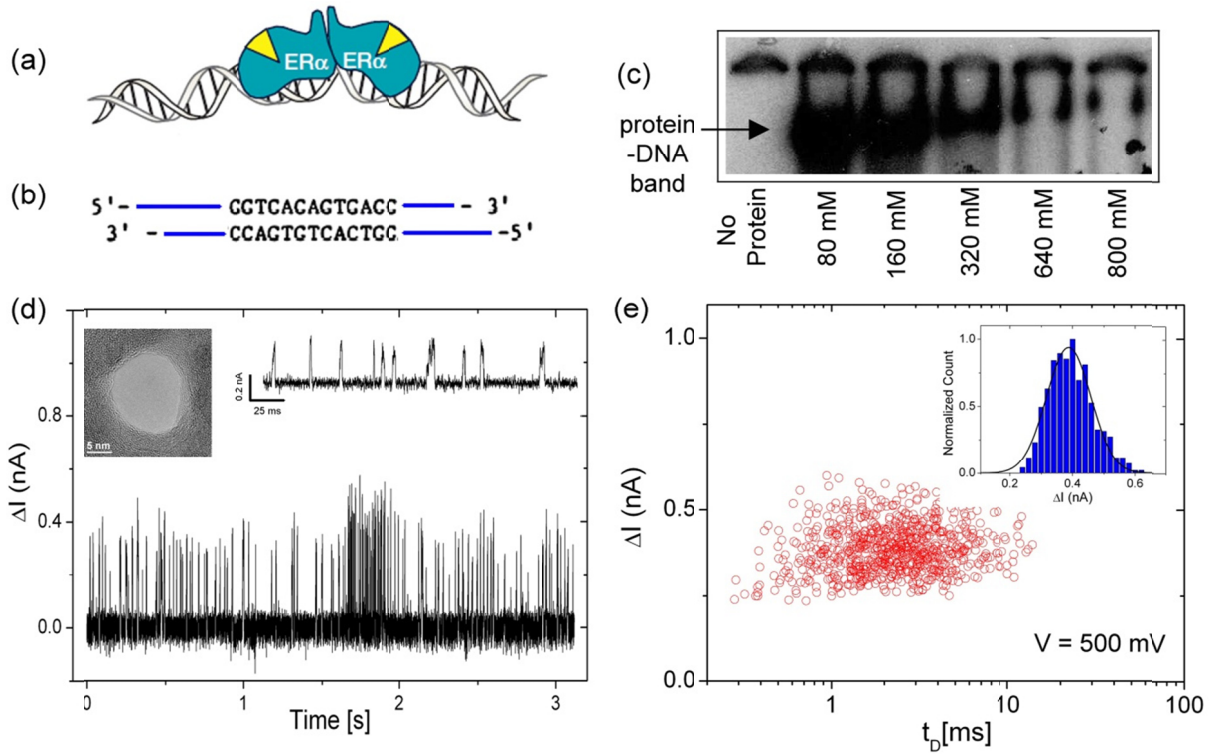 (a)
ERα ERα
(b)
5'- GGTCACAGTGACC - 3'
3' - CCAGTGTCACTGG -5'
(c)
protein
-DNA
band
No
Protein
80 mM
160 mM
320 mM
640 mM
800 mM
(d)
5 nm
0.2 nA
25 ms
ΔI (nA)
0.8
0.4
0.0
0 1 2 3
Time [s]
(e)
ΔI (nA)
1.0
0.5
0.0
1 10 100
t_D[ms]
V = 500 mV
Normalized Count
1.0
0.5
0.0
0.2 0.4 0.6
ΔI (nA)